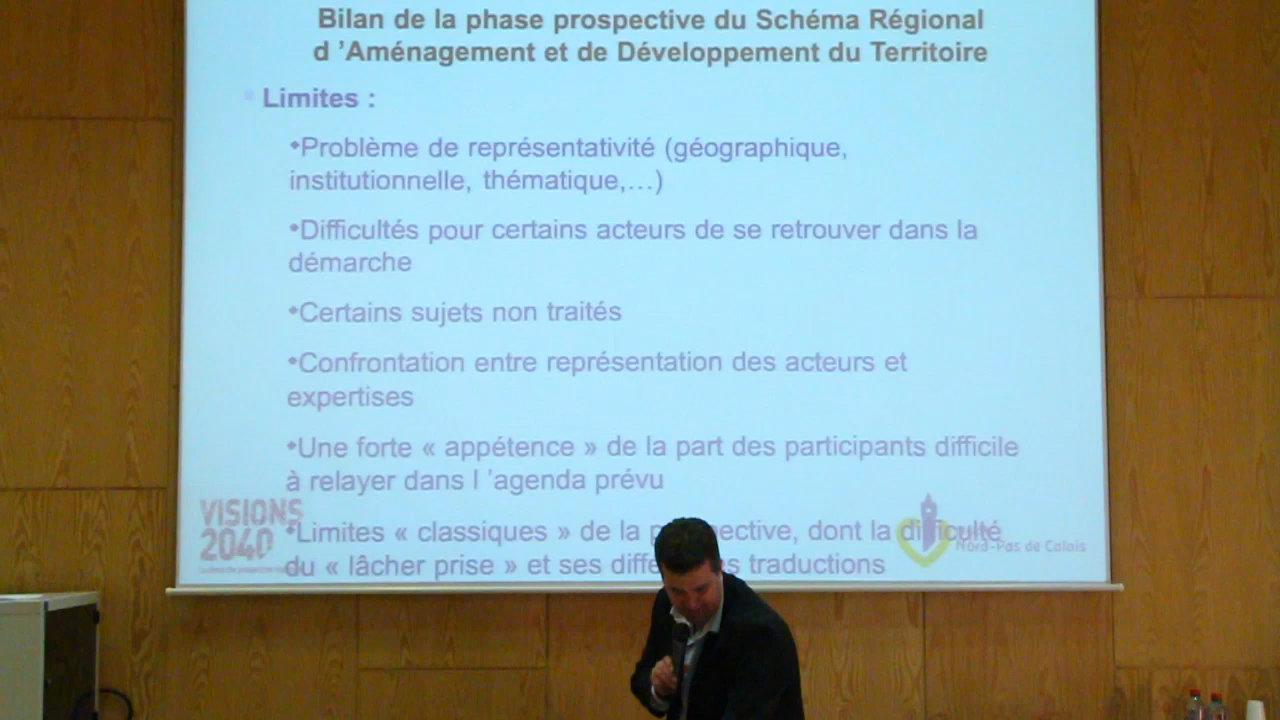 Bilan de la phase prospective du Schéma Régional
d ’Aménagement et de Développement du Territoire
Limites :
•Problème de représentativité (géographique,
institutionnelle, thématique,…)
•Difficultés pour certains acteurs de se retrouver dans la
démarche
•Certains sujets non traités
•Confrontation entre représentation des acteurs et
expertises
•Une forte « appétence » de la part des participants difficile
à relayer dans l ’agenda prévu
•Limites « classiques » de la dont la difficulté
du « lâcher prise » et ses traductions
VISIONS
2040
Nord-Pas de Calais